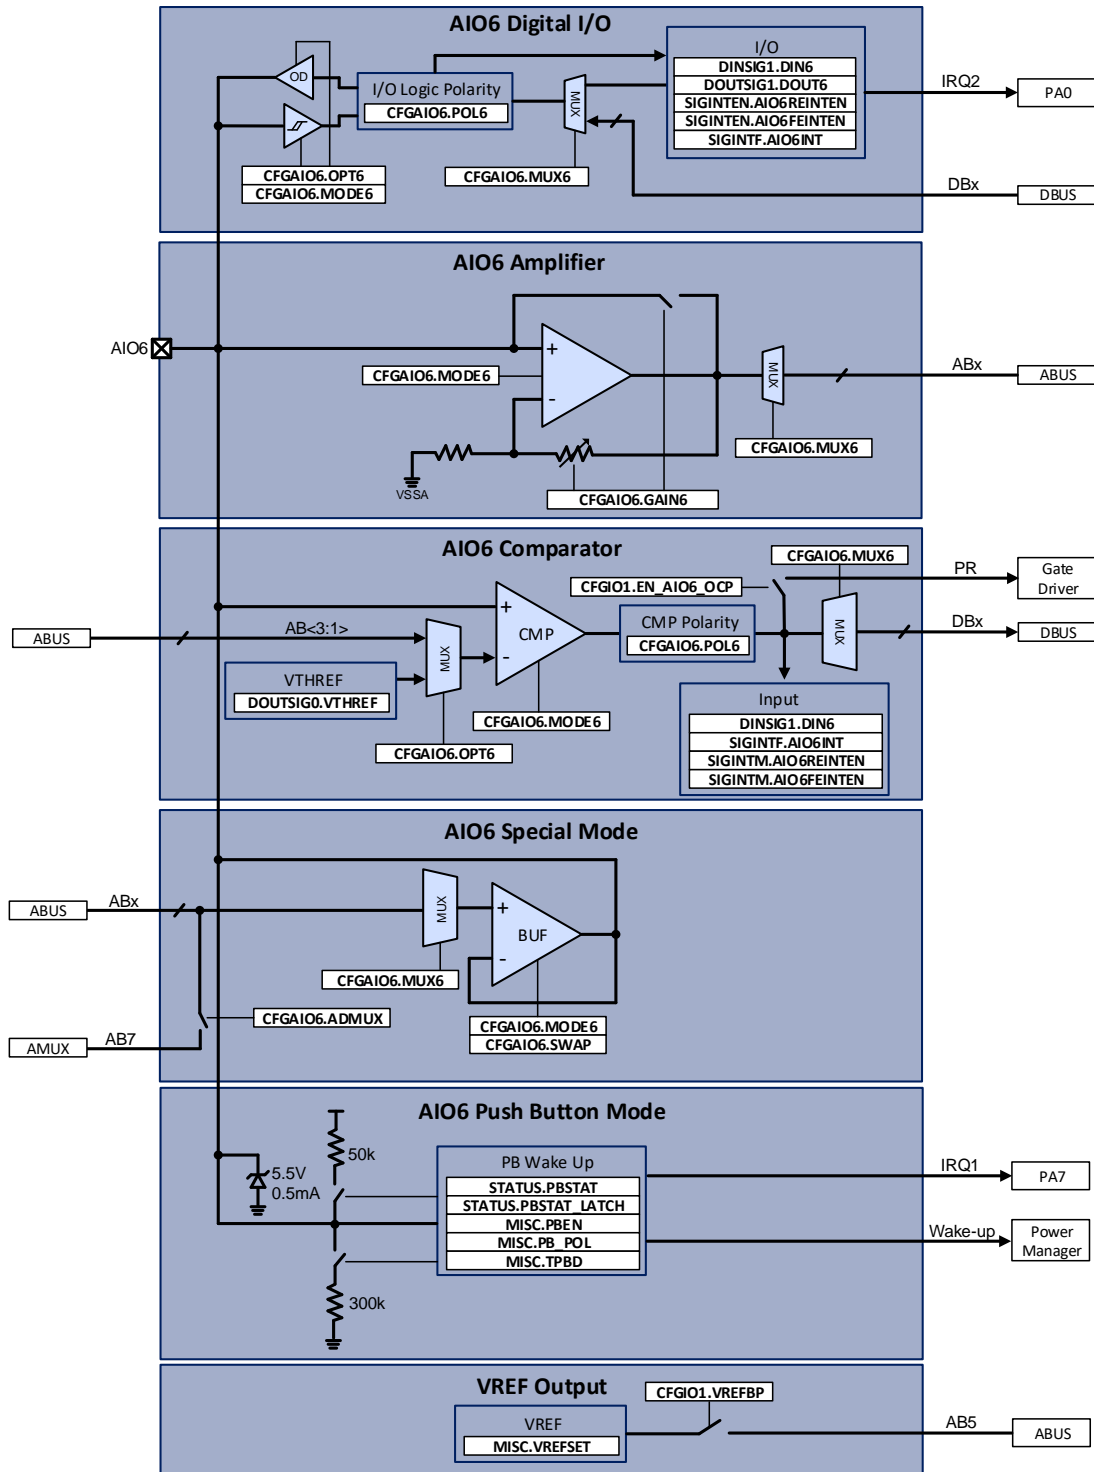 AIO6 Digital I/O
OD
I/O Logic Polarity
CFGAIO6.POL6
MUX
I/O
DINSIG1.DIN6
DOUTSIG1.DOUT6
SIGINTEN.AIO6REINTEN
SIGINTEN.AIO6FEINTEN
SIGINTF.AIO6INT
IRQ2
PA0
CFGAIO6.OPT6
CFGAIO6.MODE6
CFGAIO6.MUX6
DBx
DBUS
AIO6 Amplifier
AIO6
+
CFGAIO6.MODE6
-
MUX
ABx
ABUS
CFGAIO6.MUX6
VSSA
CFGAIO6.GAIN6
AIO6 Comparator
CFGAIO6.MUX6
CFGIO1.EN_AIO6_OCP
PR
Gate
Driver
ABUS
AB<3:1>
+
CMP
-
MUX
CMP Polarity
CFGAIO6.POL6
MUX
DBx
DBUS
VTHREF
DOUTSIG0.VTHREF
CFGAIO6.MODE6
CFGAIO6.OPT6
Input
DINSIG1.DIN6
SIGINTF.AIO6INT
SIGINTM.AIO6REINTEN
SIGINTM.AIO6FEINTEN
AIO6 Special Mode
ABUS
ABx
MUX
+
BUF
-
CFGAIO6.MUX6
CFGAIO6.ADMUX
CFGAIO6.MODE6
CFGAIO6.SWAP
AMUX
AB7
AIO6 Push Button Mode
50k
5.5V
0.5mA
PB Wake Up
STATUS.PBSTAT
STATUS.PBSTAT_LATCH
MISC.PBEN
MISC.PB_POL
MISC.TPBD
IRQ1
PA7
Wake-up
Power
Manager
300k
VREF Output
CFGIO1.VREFBP
VREF
MISC.VREFSET
AB5
ABUS